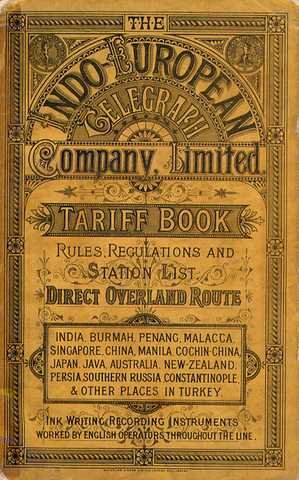 THE
INDO-EUROPEAN
TELEGRAPH
COMPANY, LIMITED.
TARIFF BOOK
RULES, REGULATIONS AND
STATION LIST.
DIRECT OVERLAND ROUTE
INDIA, BURMAH, PENANG, MALACCA,
SINGAPORE, CHINA, MANILA, COCHIN-CHINA,
JAPAN, JAVA, AUSTRALIA, NEW-ZEALAND,
PERSIA, SOUTHERN RUSSIA, CONSTANTINOPLE,
& OTHER PLACES IN TURKEY.
INK WRITING, RECORDING INSTRUMENTS
WORKED BY ENGLISH OPERATORS THROUGHOUT THE LINE.